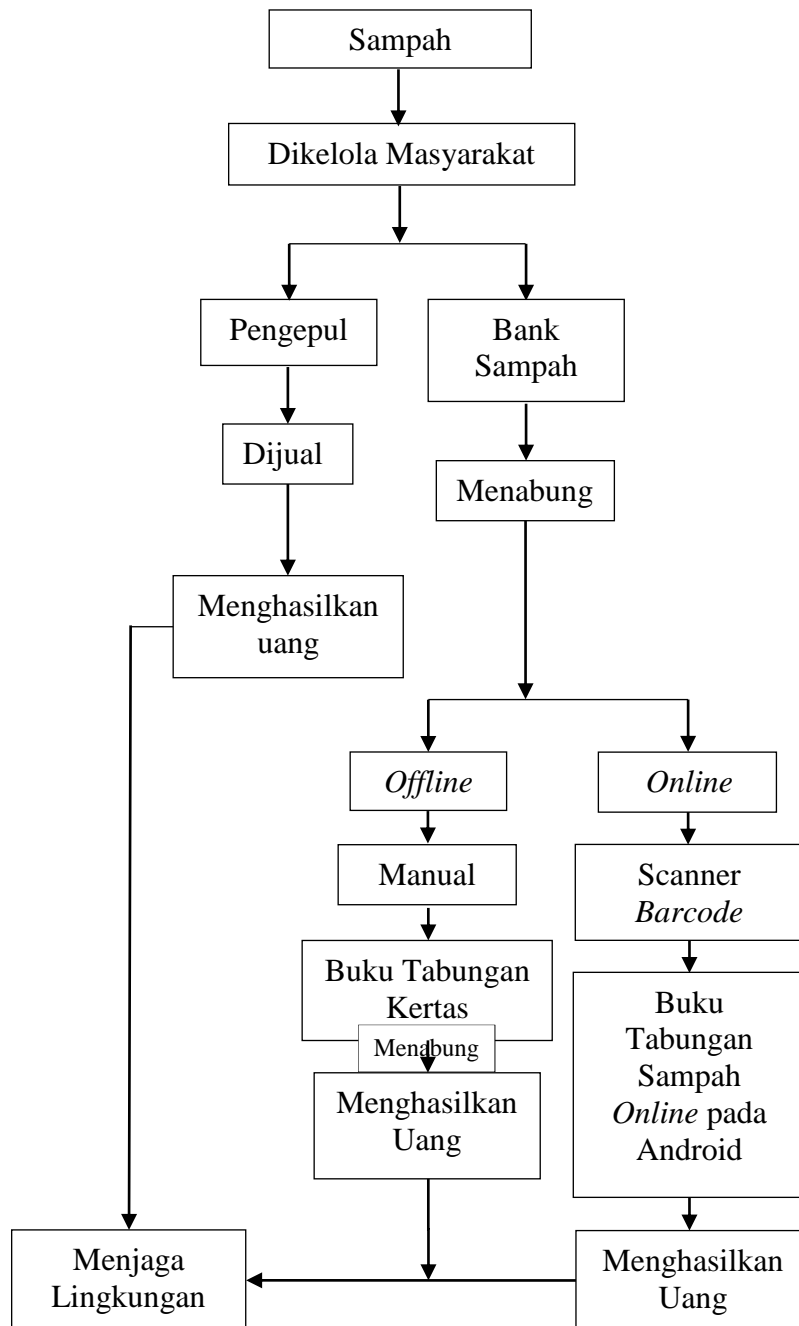 Sampah
Dikelola Masyarakat
Pengepul
Bank
Sampah
Dijual
Menabung
Menghasilkan
uang
Offline
Online
Manual
Scanner
Barcode
Buku Tabungan
Kertas
Menabung
Buku
Tabungan
Sampah
Online pada
Android
Menghasilkan
Uang
Menjaga
Lingkungan
Menghasilkan
Uang